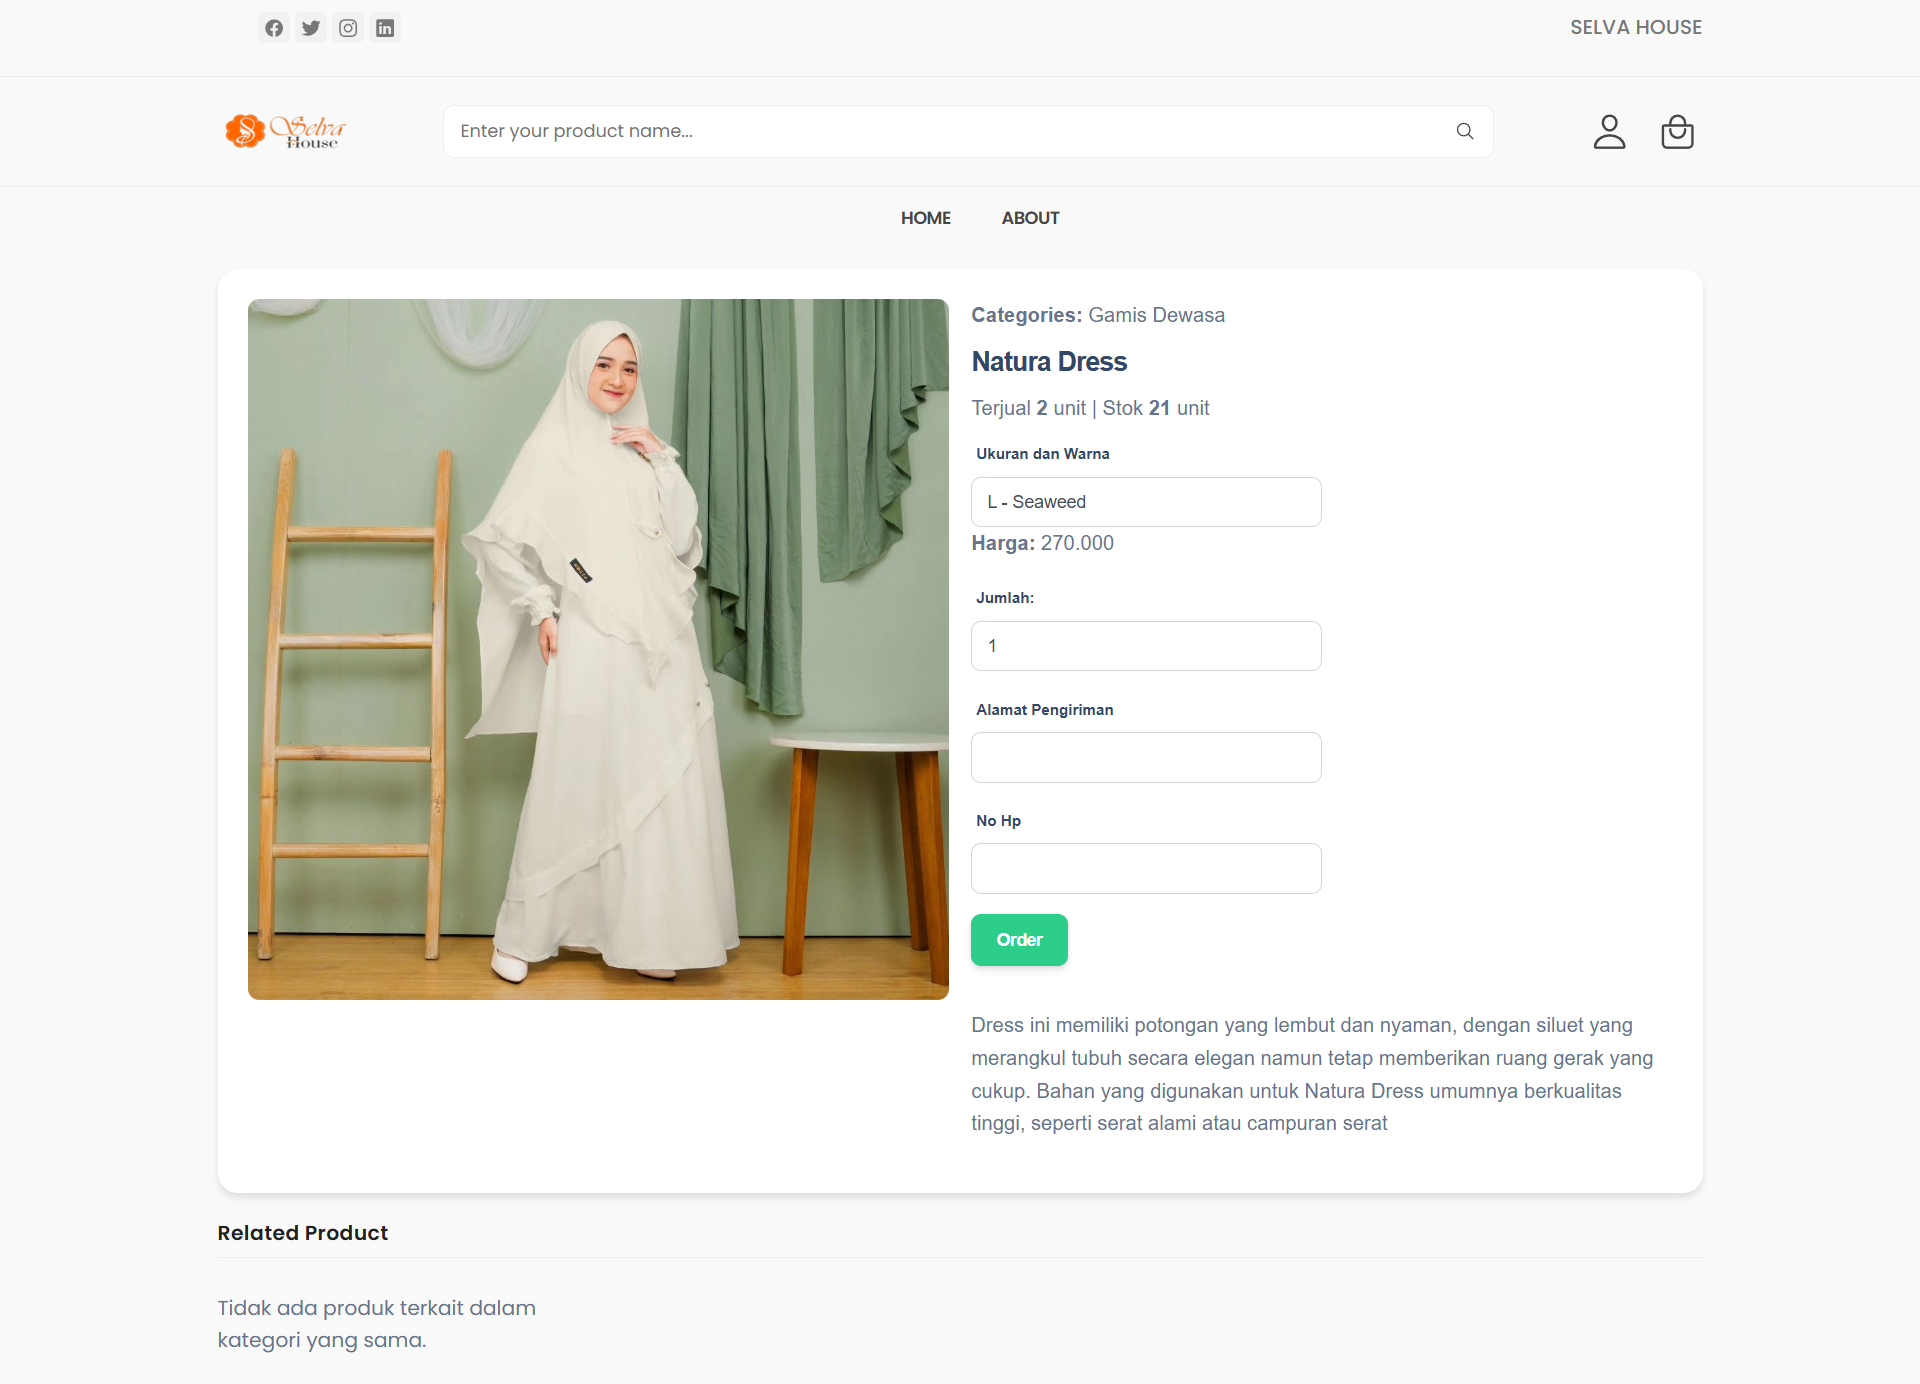 SELVA HOUSE
Selva
House
Enter your product name...
HOME
ABOUT
Categories: Gamis Dewasa
Natura Dress
Terjual 2 unit | Stok 21 unit
Ukuran dan Warna
L - Seaweed
Harga: 270.000
Jumlah:
1
Alamat Pengiriman
No Hp
Order
Dress ini memiliki potongan yang lembut dan nyaman, dengan siluet yang
merangkul tubuh secara elegan namun tetap memberikan ruang gerak yang
cukup. Bahan yang digunakan untuk Natura Dress umumnya berkualitas
tinggi, seperti serat alami atau campuran serat
Related Product
Tidak ada produk terkait dalam
kategori yang sama.